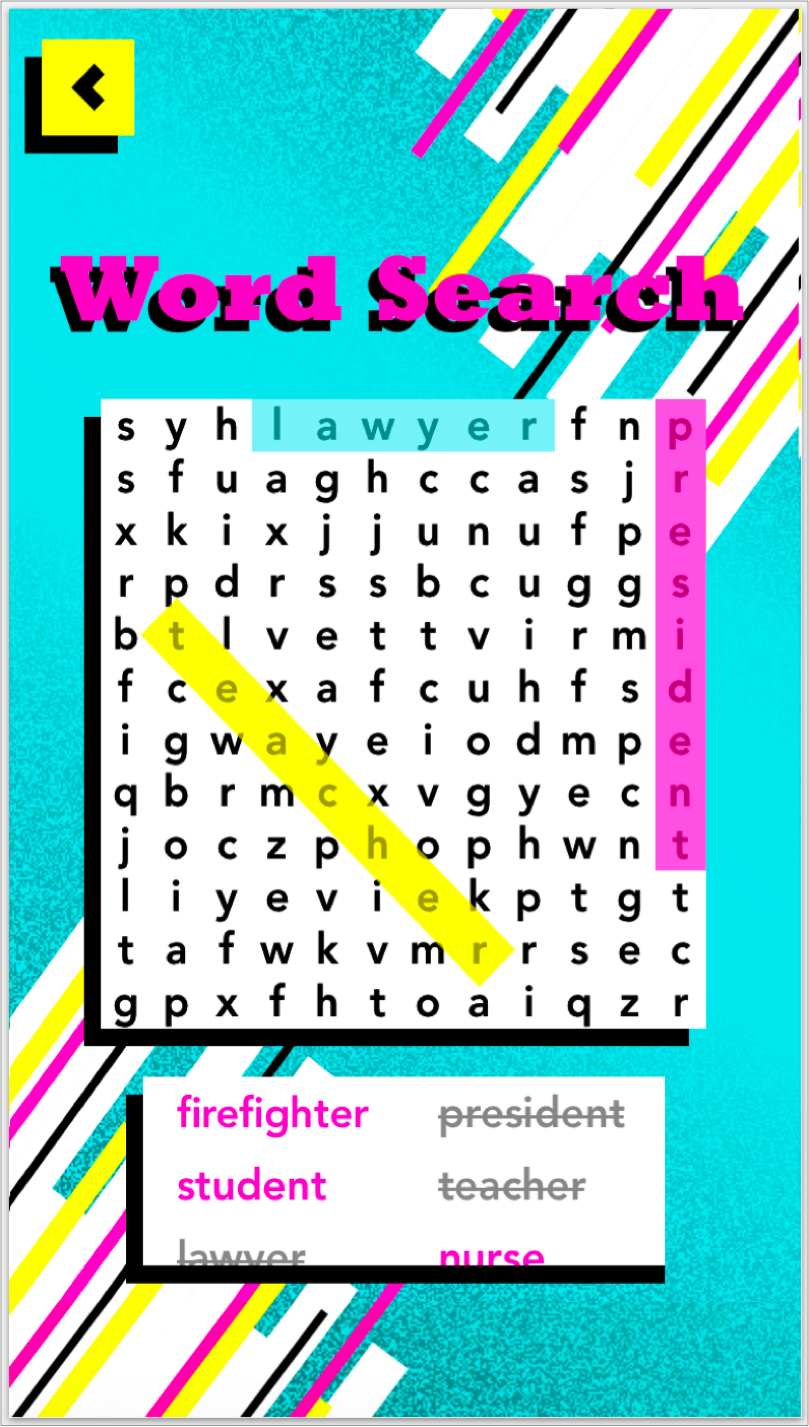 Word Search
s y h l a w y e r f n p
s f u a g h c c a s j r
x k i x j j u n u f p e
r p d r s s b c u g g s
b t l v e t t v i r m i
f c e x a f c u h f s d
i g w a y e i o d m p e
q b r m c x v g y e c n
j o c z p h o p h w n t
l i y e v i e k p t g t
t a f w k v m r r s e c
g p x f h t o a i q z r
firefighter president
student teacher
lawyer nurse